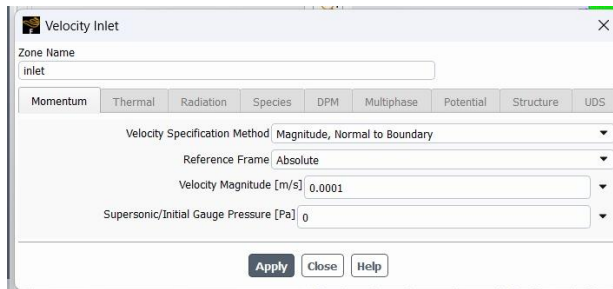 Velocity Inlet
Zone Name
inlet
Momentum Thermal Radiation Species DPM Multiphase Potential Structure UDS
Velocity Specification Method Magnitude, Normal to Boundary
Reference Frame Absolute
Velocity Magnitude [m/s] 0.0001
Supersonic/Initial Gauge Pressure [Pa] 0
Apply Close Help